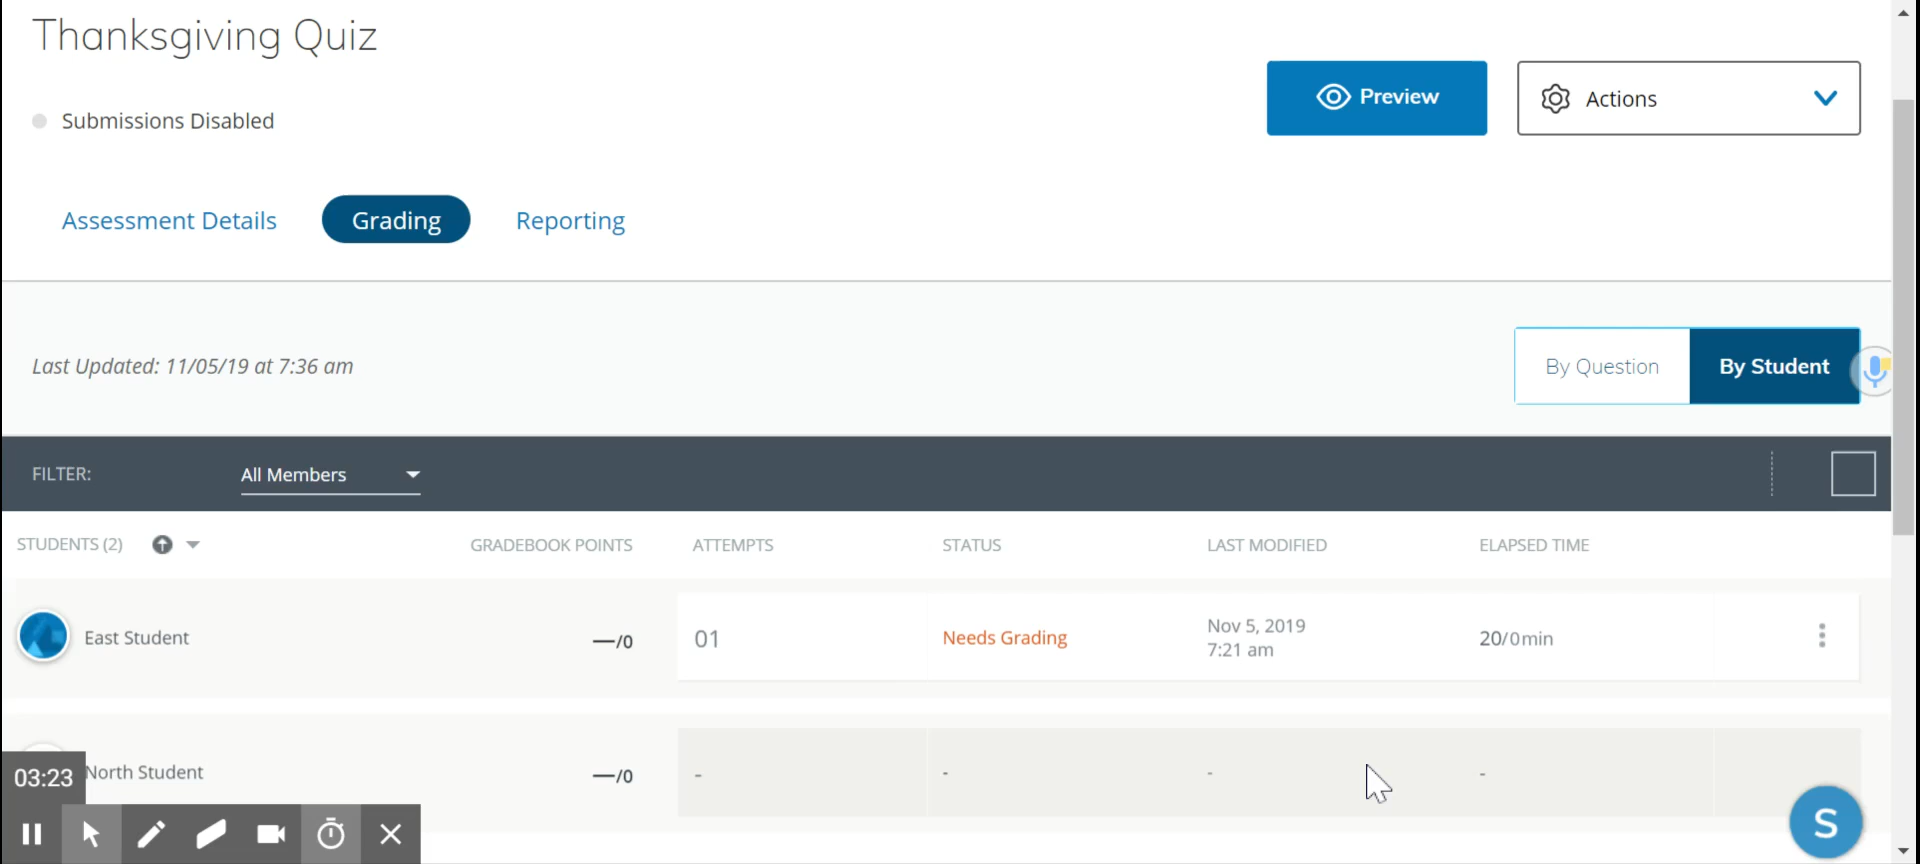 Thanksgiving Quiz
Preview
Actions
Submissions Disabled
Assessment Details
Grading
Reporting
Last Updated: 11/05/19 at 7:36 am
By Question
By Student
FILTER:
All Members
STUDENTS (2)
GRADEBOOK POINTS
ATTEMPTS
STATUS
LAST MODIFIED
ELAPSED TIME
East Student
—/0
01
Needs Grading
Nov 5, 2019
7:21 am
20/0min
North Student
—/0
-
-
-
-
03:23
S